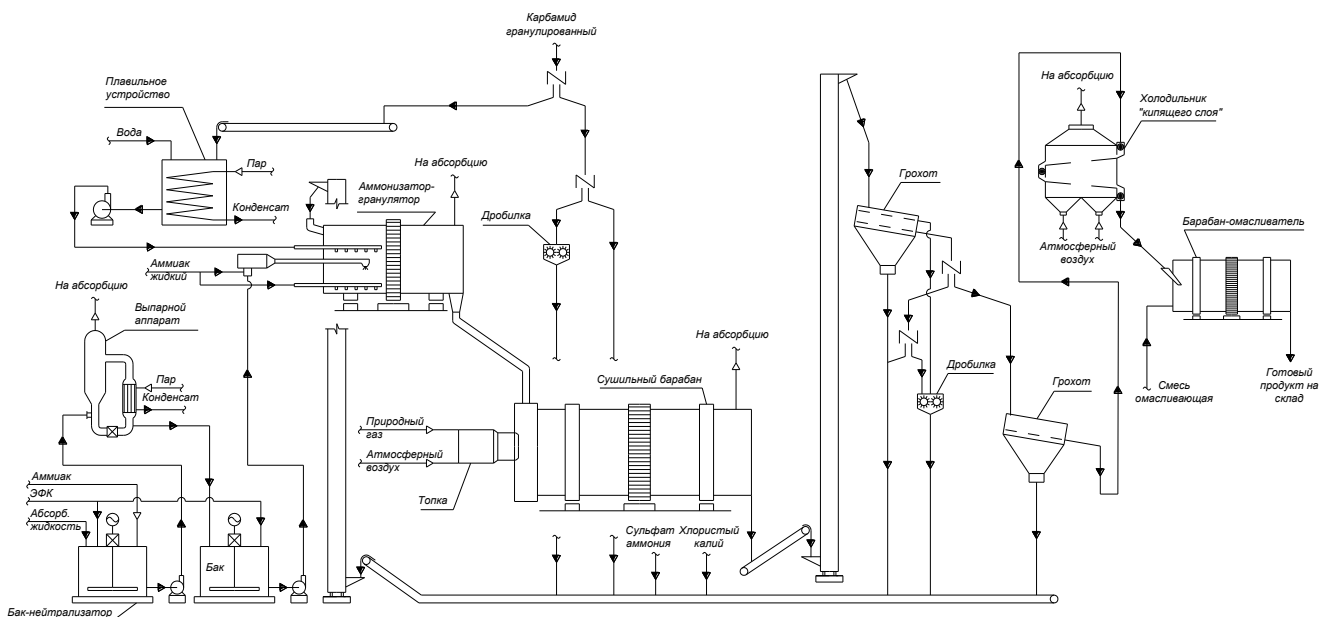 Карбамид
гранулированный
Плавильное
устройство
Вода
Пар
Конденсат
На абсорбцию
Аммонизатор-
гранулятор
Дробилка
Аммиак
жидкий
На абсорбцию
Выпарной
аппарат
Пар
Конденсат
Аммиак
ЭФК
Абсорб.
жидкость
Бак
Бак-нейтрализатор
Природный
газ
Атмосферный
воздух
Топка
Сушильный барабан
На абсорбцию
Сульфат
аммония
Хлористый
калий
Грохот
Дробилка
Грохот
На абсорбцию
Холодильник
"кипящего слоя"
Атмосферный
воздух
Барабан-омасливатель
Смесь
омасливающая
Готовый
продукт на
склад